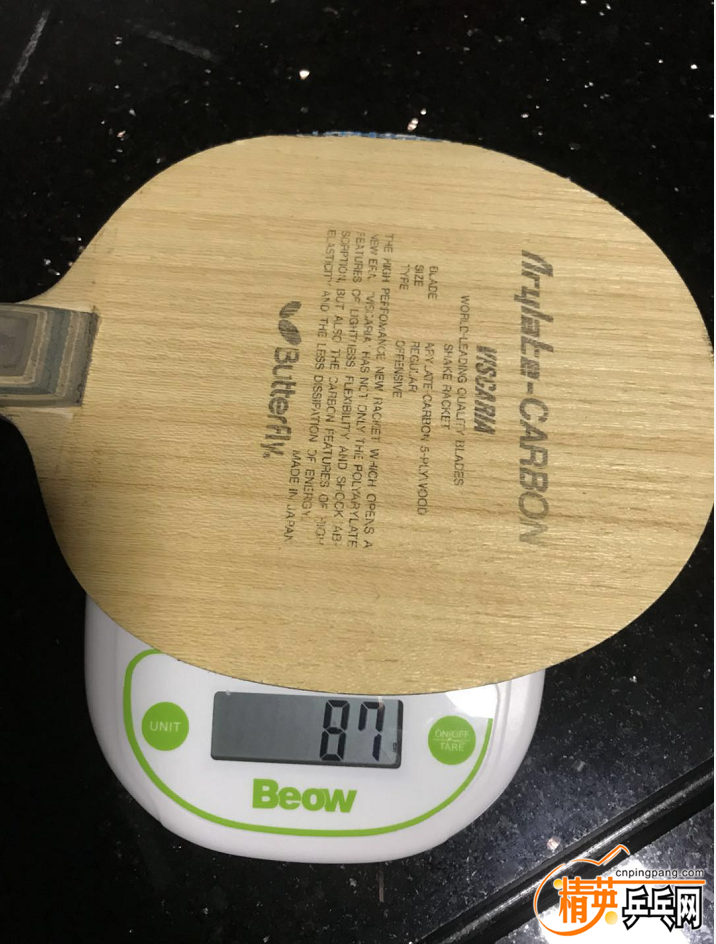 Arylate-CARBON
VISCARIA
WORLD-LEADING QUALITY BLADES
SHAKE RACKET
BLADE ARYLATE-CARBON 5-PLYWOOD
SIZE REGULAR
TYPE OFFENSIVE
THE HIGH PERFOMANCE NEW RACKET WHICH OPENS A
NEW ERA. "VISCARIA" HAS NOT ONLY THE POLYARYLATE
FEATURES OF LIGHTNESS, FLEXIBILITY AND SHOCK AB-
SORPTION, BUT ALSO THE CARBON FEATURES OF HIGH
ELASTICITY AND THE LESS DISSIPATION OF ENERGY.
MADE IN JAPAN
Butterfly.
UNIT
87
ON/OFF
TARE
Beow
cnpingpang.com
精英乒乓网